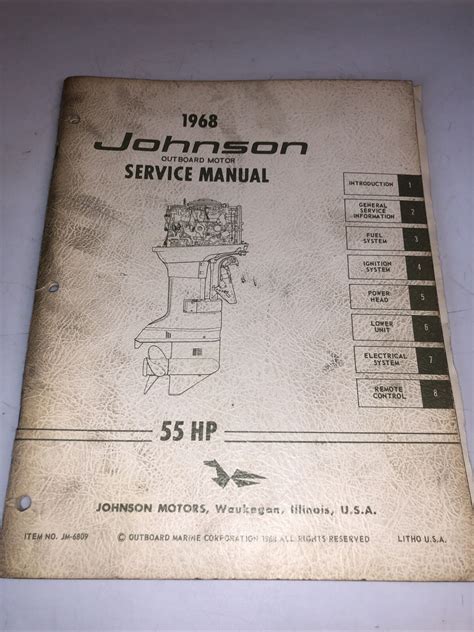 1968
Johnson
OUTBOARD MOTOR
SERVICE MANUAL
INTRODUCTION 1
GENERAL
SERVICE
INFORMATION 2
FUEL
SYSTEM 3
IGNITION
SYSTEM 4
POWER
HEAD 5
LOWER
UNIT 6
ELECTRICAL
SYSTEM 7
REMOTE
CONTROL 8
55 HP
JOHNSON MOTORS, Waukegan, Illinois, U.S.A.
ITEM NO. JM-6809 © OUTBOARD MARINE CORPORATION 1968 ALL RIGHTS RESERVED LITHO U.S.A.